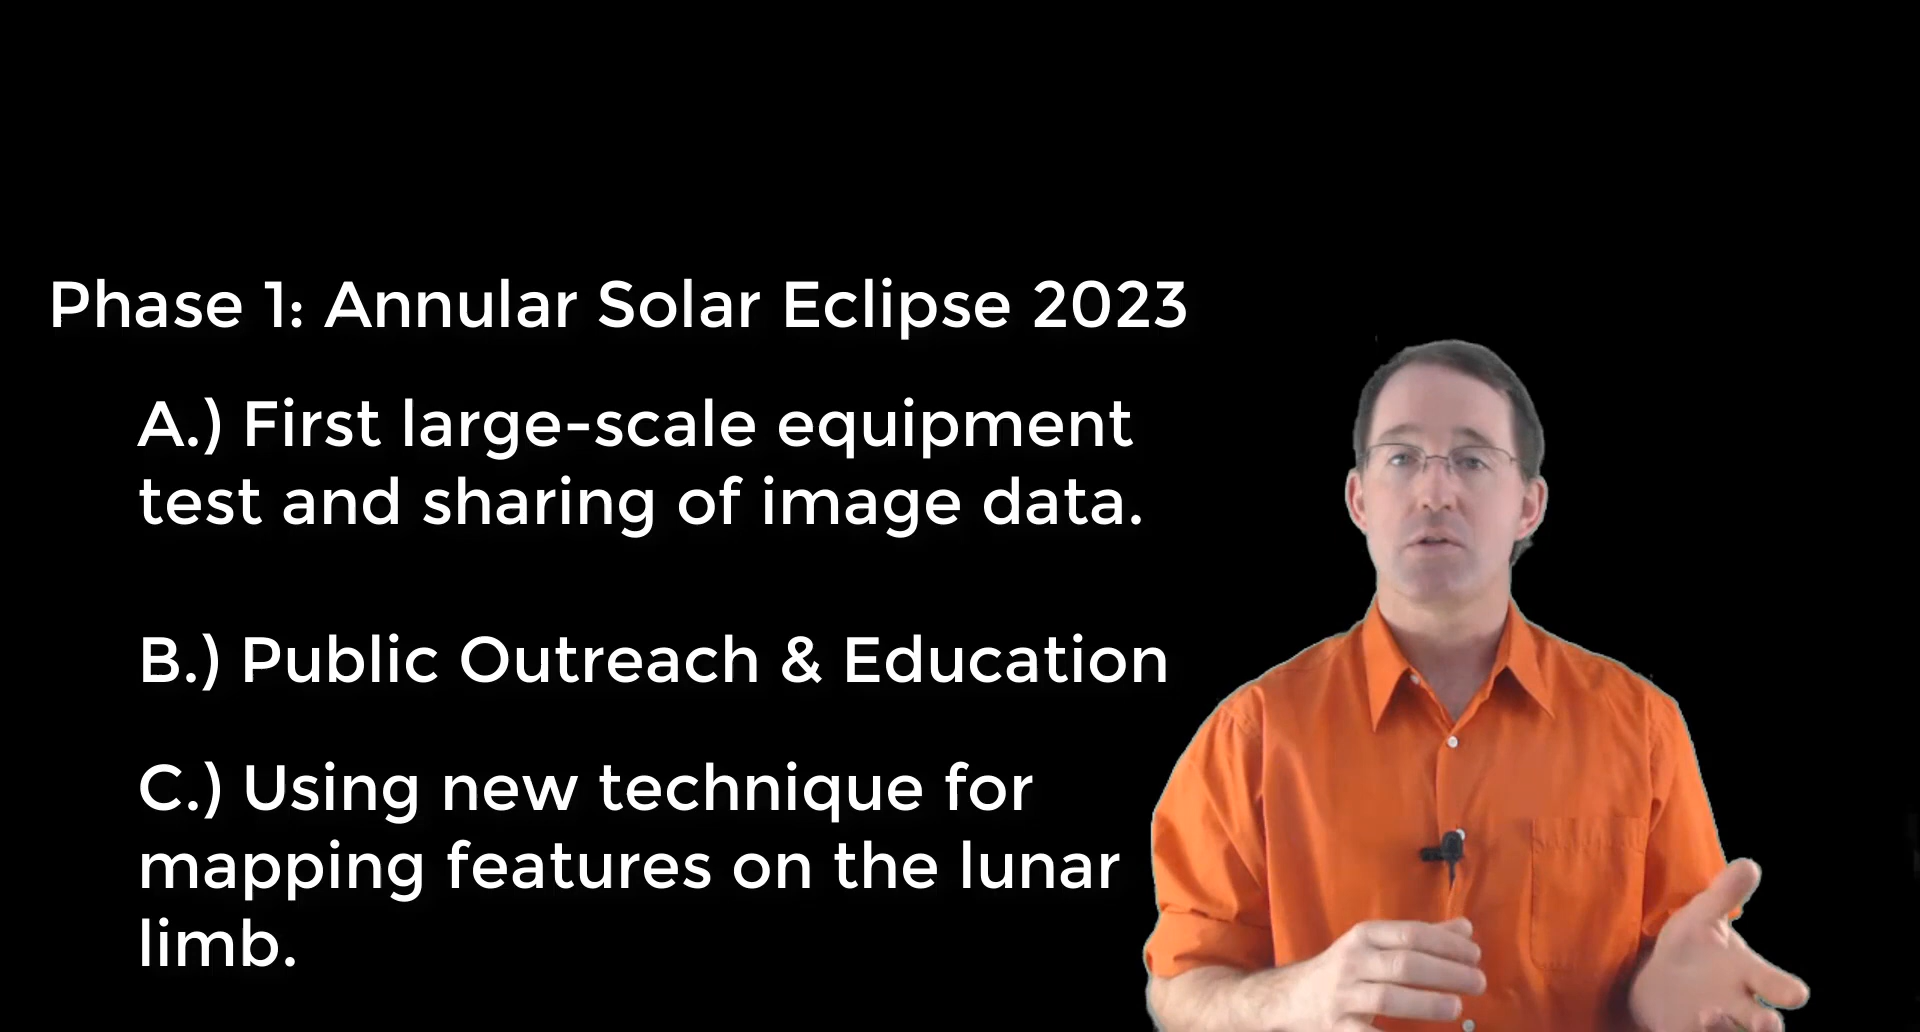 Phase 1: Annular Solar Eclipse 2023
A.) First large-scale equipment
test and sharing of image data.
B.) Public Outreach & Education
C.) Using new technique for
mapping features on the lunar
limb.